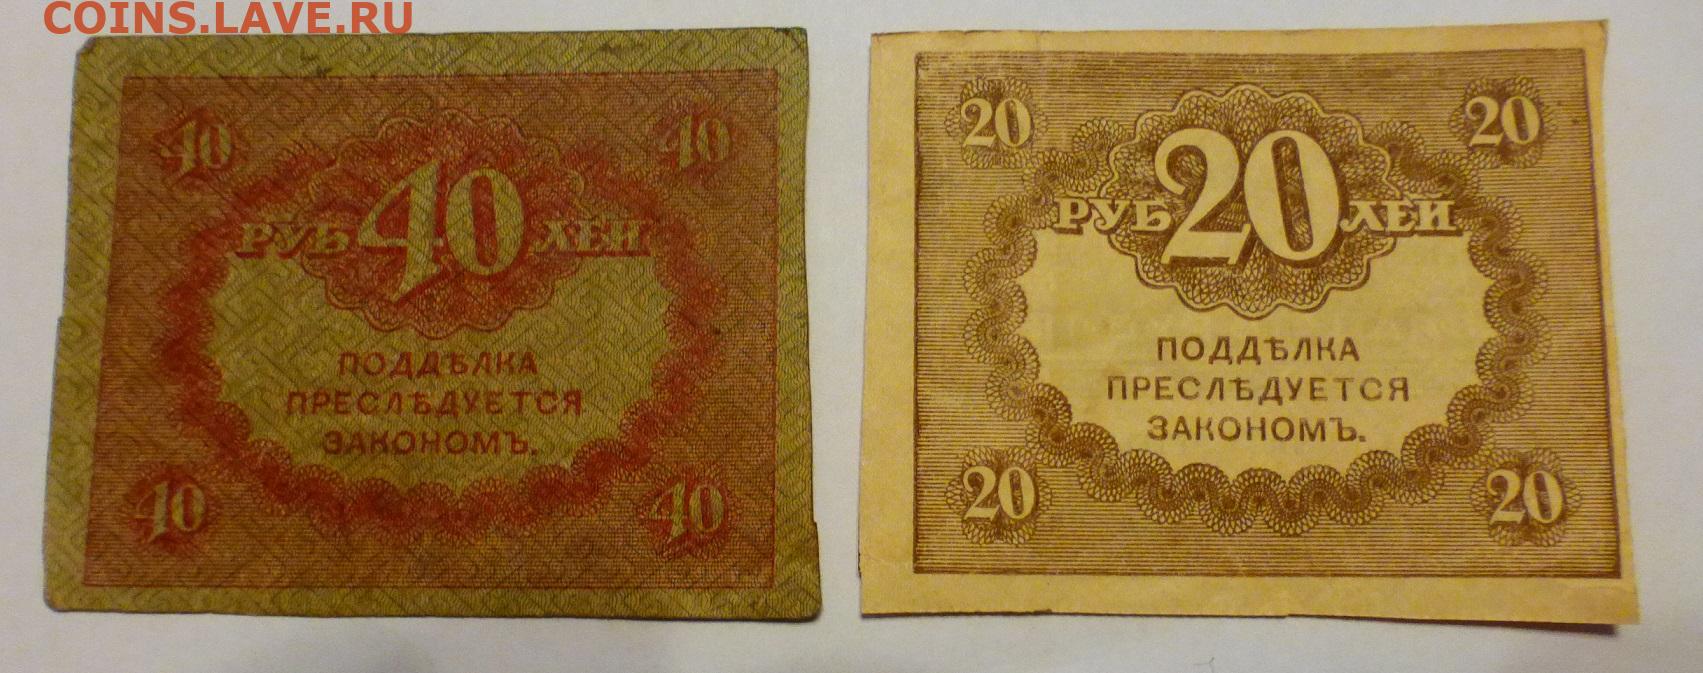 COINS.LAVE.RU
40 40
РУБ 40 ЛЕЙ
ПОДДѢЛКА
ПРЕСЛѢДУЕТСЯ
ЗАКОНОМЪ.
40 40
20 20
РУБ 20 ЛЕЙ
ПОДДѢЛКА
ПРЕСЛѢДУЕТСЯ
ЗАКОНОМЪ.
20 20